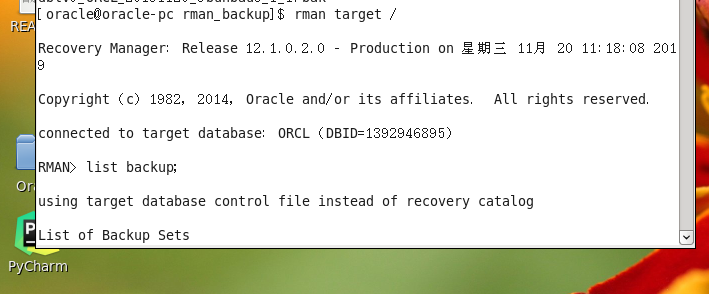 [oracle@oracle-pc rman_backup]$ rman target /
Recovery Manager: Release 12.1.0.2.0 - Production on 星期三 11月 20 11:18:08 201
9
Copyright (c) 1982, 2014, Oracle and/or its affiliates.  All rights reserved.
connected to target database: ORCL (DBID=1392946895)
RMAN> list backup;
using target database control file instead of recovery catalog
List of Backup Sets
REA
Ora
PC
PyCharm